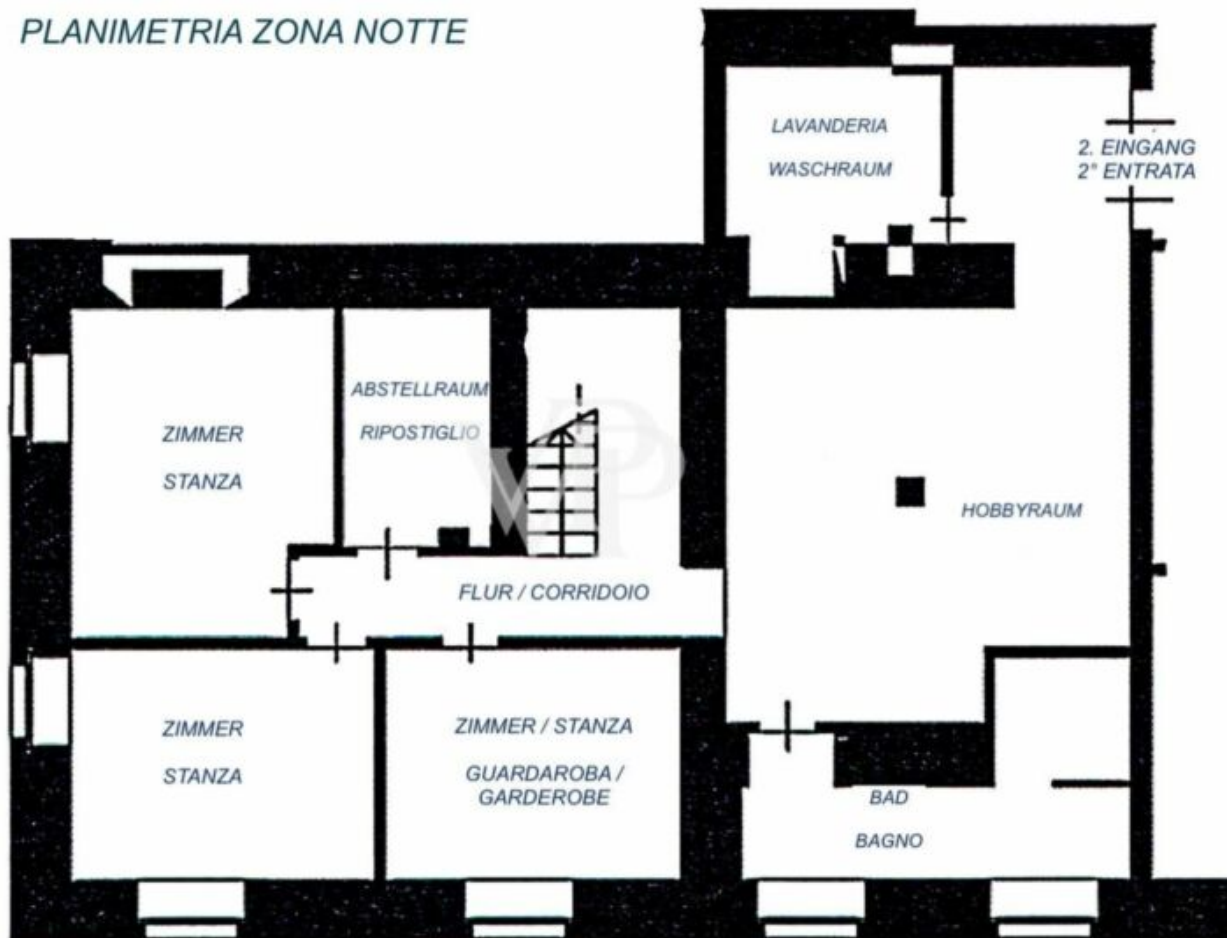 PLANIMETRIA ZONA NOTTE
LAVANDERIA
WASCHRAUM
2. EINGANG
2° ENTRATA
ABSTELLRAUM
RIPOSTIGLIO
ZIMMER
STANZA
HOBBYRAUM
FLUR / CORRIDOIO
ZIMMER
STANZA
ZIMMER / STANZA
GUARDAROBA /
GARDEROBE
BAD
BAGNO
VP